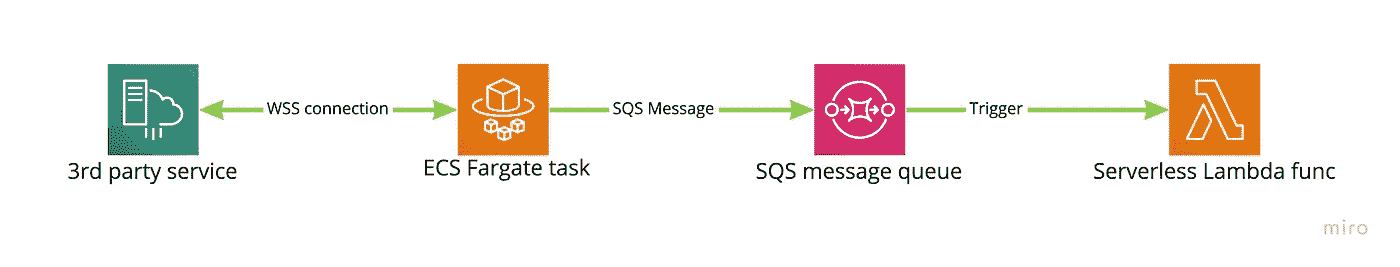 WSS connection
SQS Message
Trigger
3rd party service
ECS Fargate task
SQS message queue
Serverless Lambda func
miro